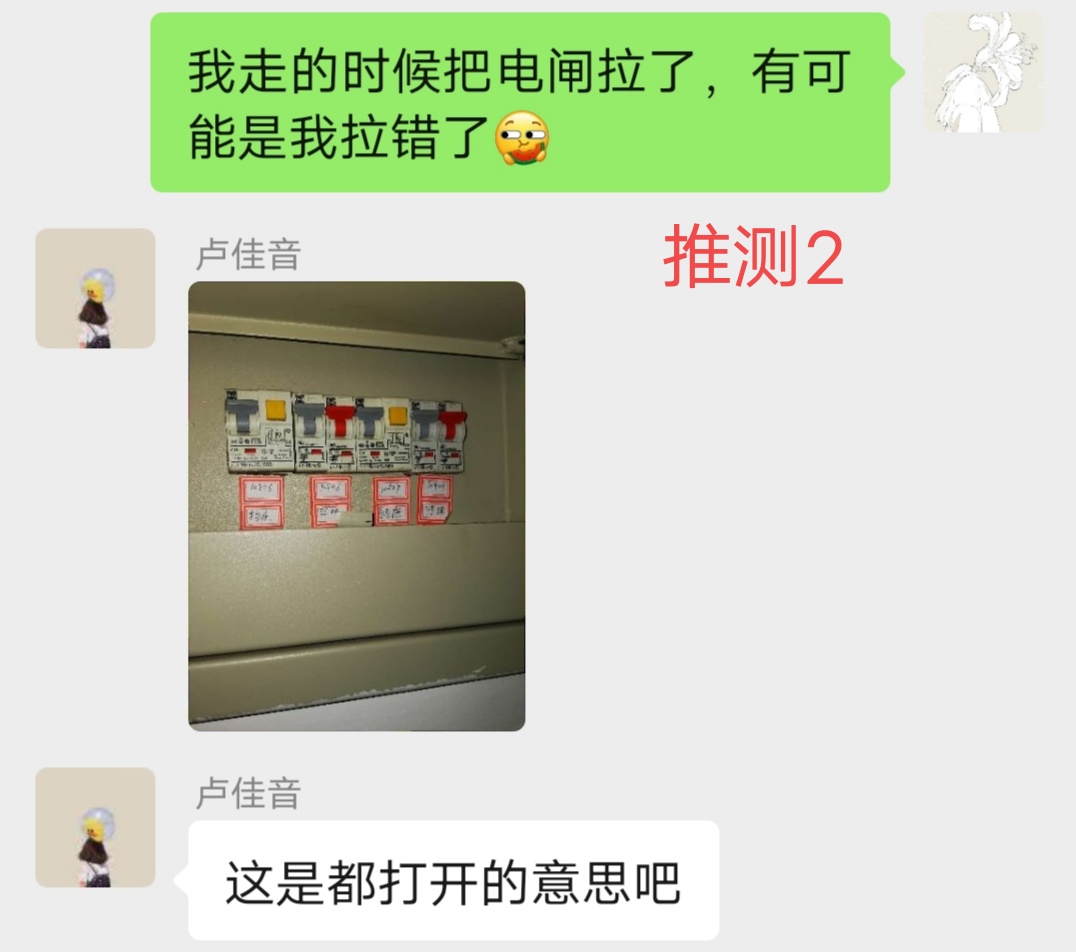 我走的时候把电闸拉了，有可
能是我拉错了
卢佳音
推测2
卢佳音
这是都打开的意思吧